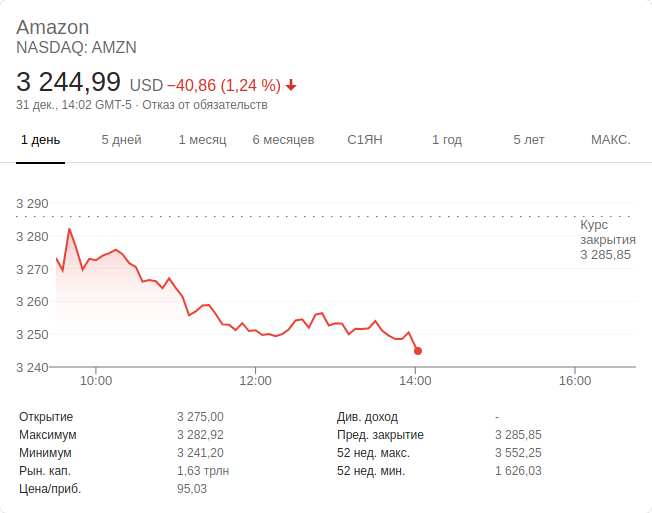 Amazon
NASDAQ: AMZN
3 244,99 USD −40,86 (1,24 %)
31 дек., 14:02 GMT-5 · Отказ от обязательств
1 день 5 дней 1 месяц 6 месяцев С1ЯН 1 год 5 лет МАКС.
3 290
Курс
3 280
закрытия
3 285,85
3 270
3 260
3 250
3 240
10:00 12:00 14:00 16:00
Открытие 3 275,00 Див. доход -
Максимум 3 282,92 Пред. закрытие 3 285,85
Минимум 3 241,20 52 нед. макс. 3 552,25
Рын. кап. 1,63 трлн 52 нед. мин. 1 626,03
Цена/приб. 95,03